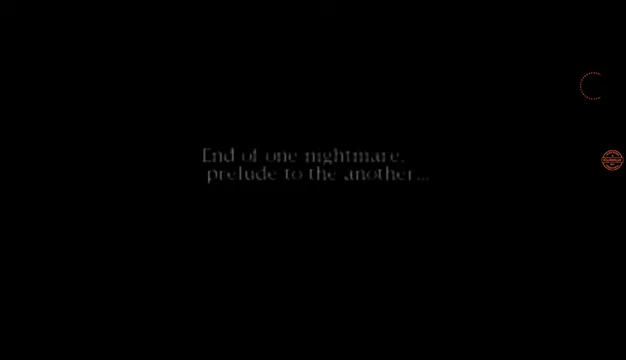 End of one nightmare,
prelude to the another...